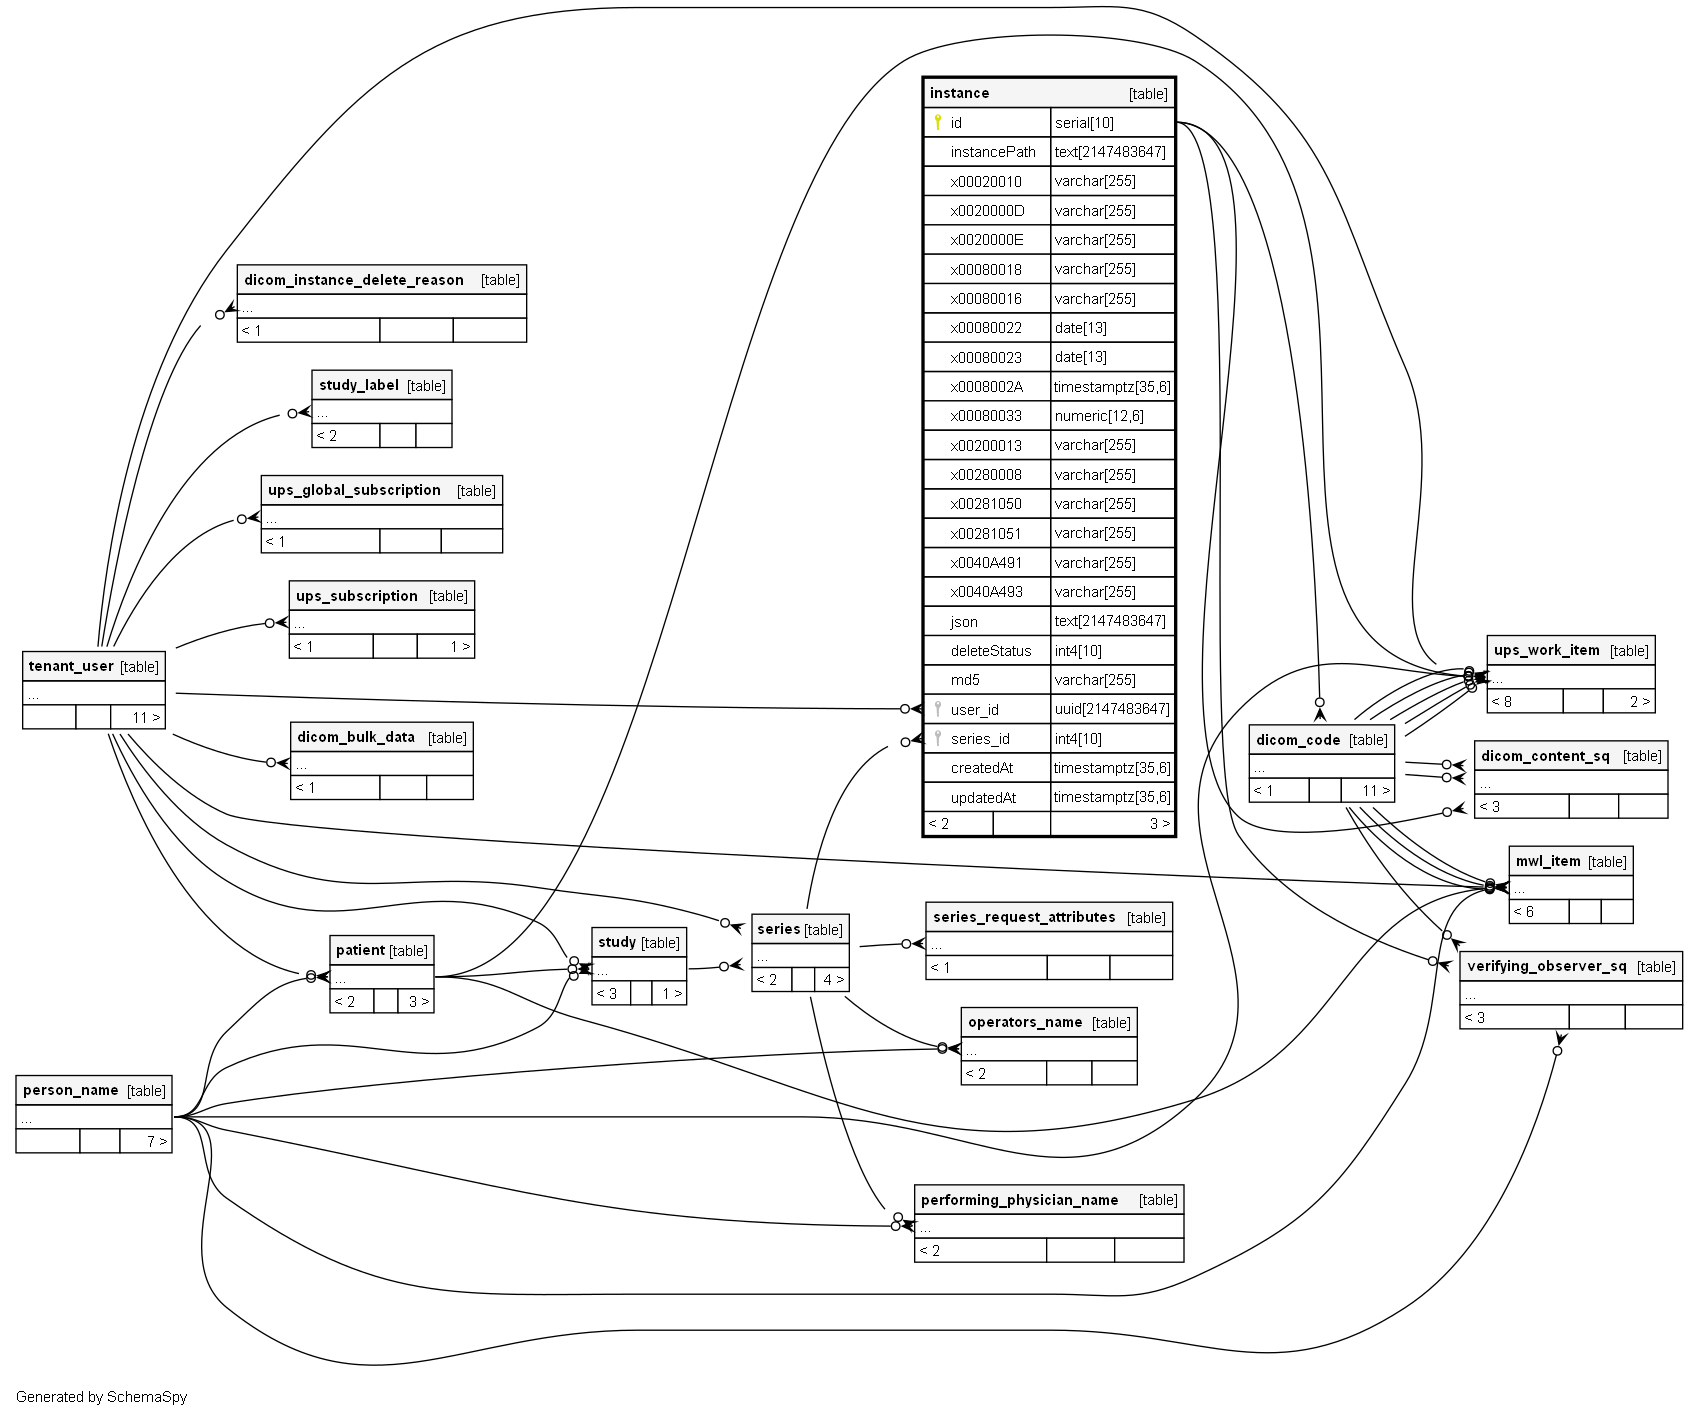 instance [table]
id serial[10]
instancePath text[2147483647]
x00020010 varchar[255]
x0020000D varchar[255]
x0020000E varchar[255]
x00080018 varchar[255]
x00080016 varchar[255]
x00080022 date[13]
x00080023 date[13]
x0008002A timestamptz[35,6]
x00080033 numeric[12,6]
x00200013 varchar[255]
x00280008 varchar[255]
x00281050 varchar[255]
x00281051 varchar[255]
x0040A491 varchar[255]
x0040A493 varchar[255]
json text[2147483647]
deleteStatus int4[10]
md5 varchar[255]
user_id uuid[2147483647]
series_id int4[10]
createdAt timestamptz[35,6]
updatedAt timestamptz[35,6]
< 2 3 >
dicom_instance_delete_reason [table]
...
< 1
study_label [table]
...
< 2
ups_global_subscription [table]
...
< 1
ups_subscription [table]
...
< 1 1 >
tenant_user [table]
...
11 >
dicom_bulk_data [table]
...
< 1
ups_work_item [table]
...
< 8 2 >
dicom_code [table]
...
< 1 11 >
dicom_content_sq [table]
...
< 3
mwl_item [table]
...
< 6
verifying_observer_sq [table]
...
< 3
patient [table]
...
< 2 3 >
study [table]
...
< 3 1 >
series [table]
...
< 2 4 >
series_request_attributes [table]
...
< 1
operators_name [table]
...
< 2
person_name [table]
...
7 >
performing_physician_name [table]
...
< 2
Generated by SchemaSpy